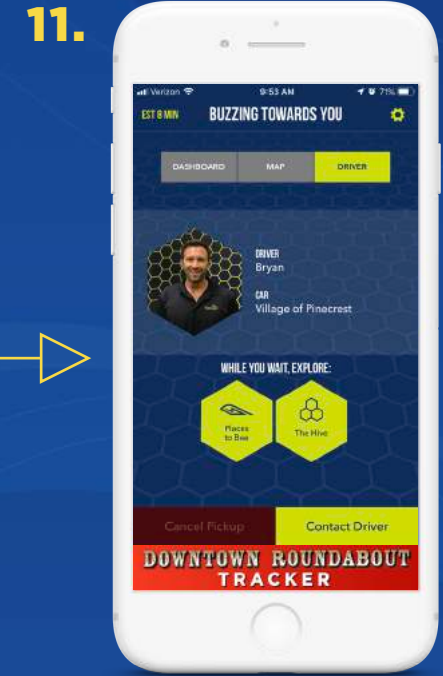 11.
Verizon 9:53 AM 71%
EST 8 MIN BUZZING TOWARDS YOU
DASHBOARD MAP DRIVER
DRIVER
Bryan
CAR
Village of Pinecrest
WHILE YOU WAIT, EXPLORE:
Places
to Bee
The Hive
Cancel Pickup Contact Driver
DOWNTOWN ROUNDABOUT
TRACKER